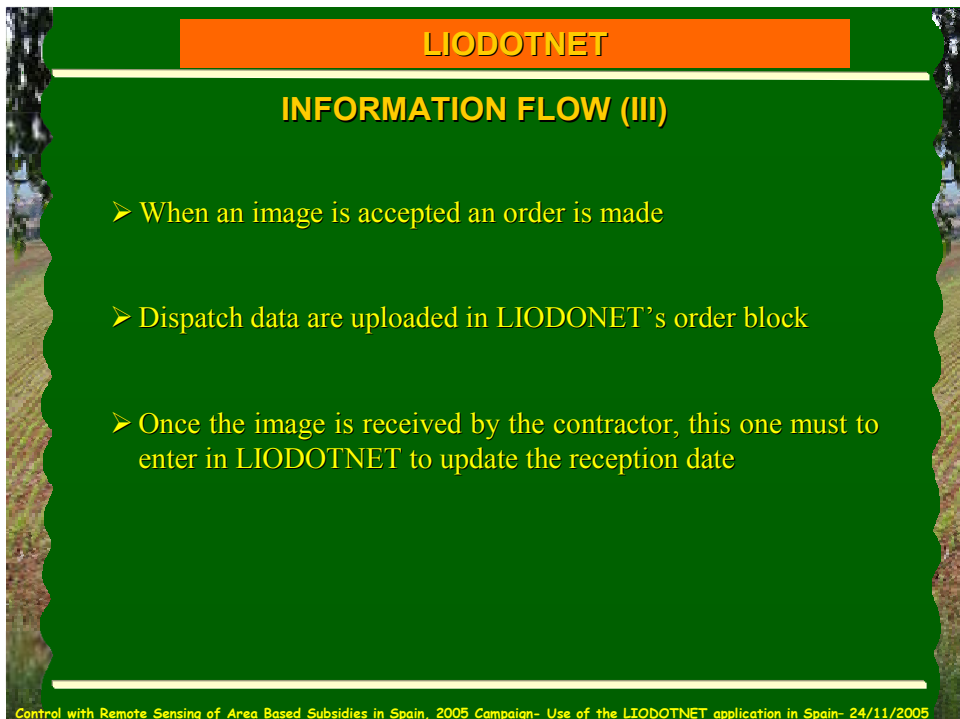 LIODOTNET
INFORMATION FLOW (III)
➢ When an image is accepted an order is made
➢ Dispatch data are uploaded in LIODONET’s order block
➢ Once the image is received by the contractor, this one must to
enter in LIODOTNET to update the reception date
Control with Remote Sensing of Area Based Subsidies in Spain, 2005 Campaign- Use of the LIODOTNET application in Spain- 24/11/2005